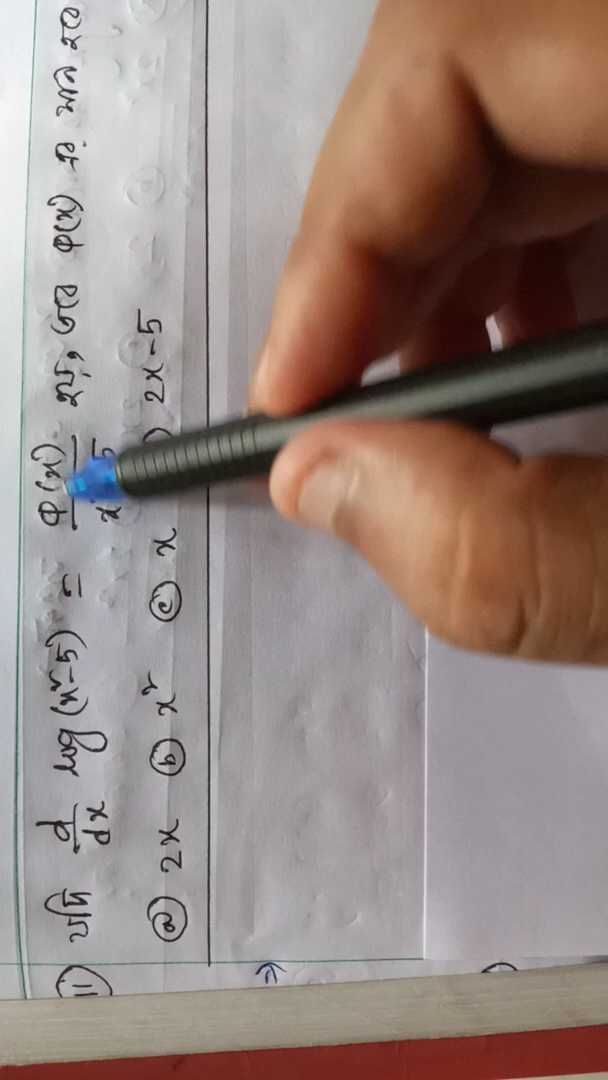 11) যদি d/dx log(x²-5) = Φ(x)/x² 5 হয়, তবে Φ(x) এর মান হবে
ⓐ 2x ⓑ x² ⓒ x ) 2x-5
⇒